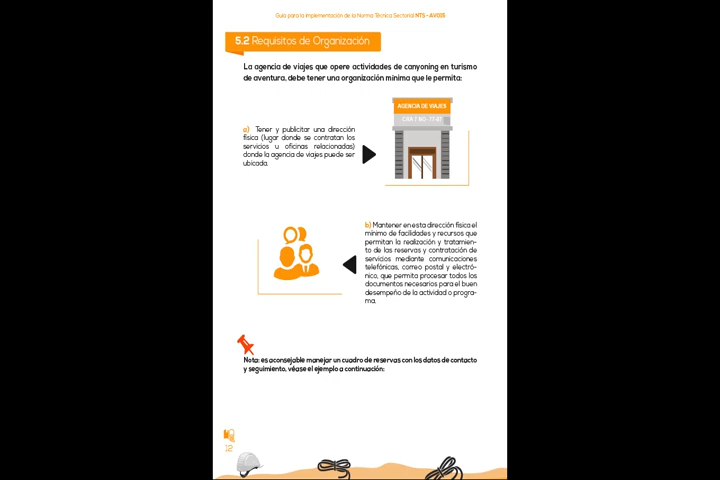 Guía para la Implementación de la Norma Técnica Sectorial NTS - AV015
5.2 Requisitos de Organización
La agencia de viajes que opere actividades de canyoning en turismo
de aventura, debe tener una organización mínima que le permita:
AGENCIA DE VIAJES
CRA 7 NO -77-47
a) Tener y publicitar una dirección
física (lugar donde se contratan los
servicios u oficinas relacionadas)
donde la agencia de viajes puede ser
ubicada.
b) Mantener en esta dirección física el
mínimo de facilidades y recursos que
permitan la realización y tratamien-
to de las reservas y contratación de
servicios mediante comunicaciones
telefónicas, correo postal y electró-
nico, que permita procesar todos los
documentos necesarios para el buen
desempeño de la actividad o progra-
ma.
Nota: es aconsejable manejar un cuadro de reservas con los datos de contacto
y seguimiento, véase el ejemplo a continuación:
12